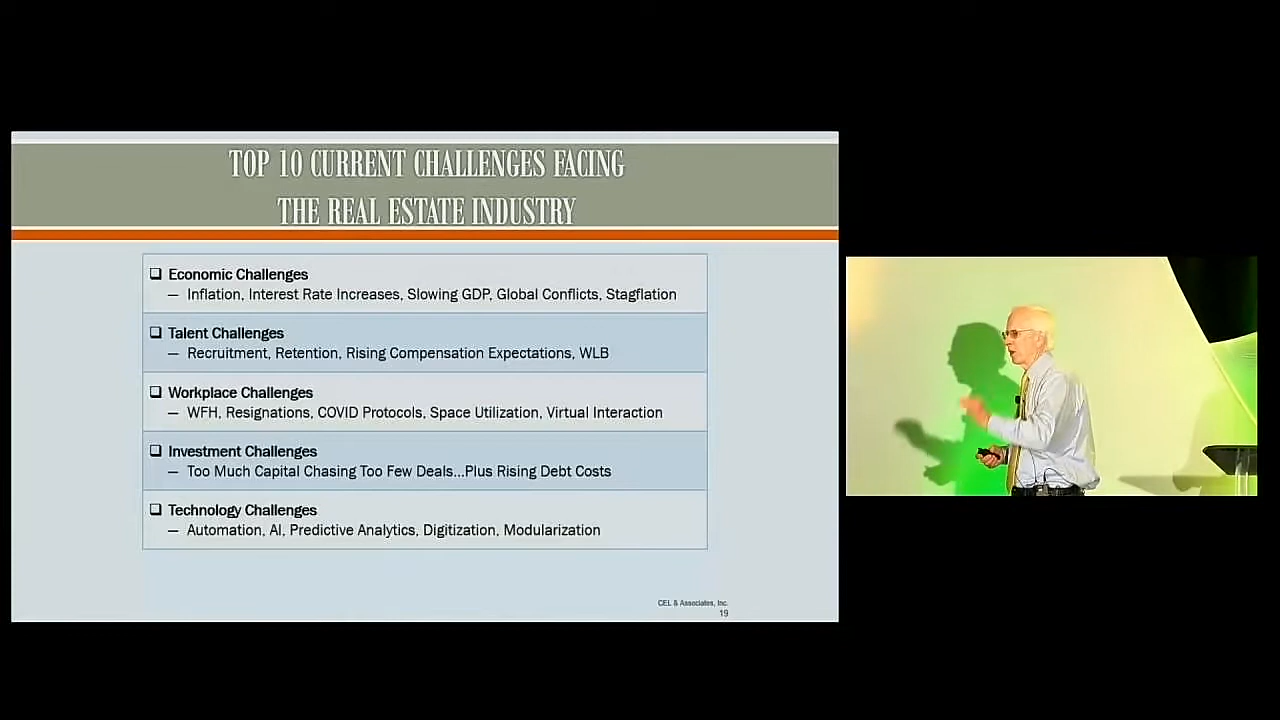 TOP 10 CURRENT CHALLENGES FACING
THE REAL ESTATE INDUSTRY
❑ Economic Challenges
– Inflation, Interest Rate Increases, Slowing GDP, Global Conflicts, Stagflation
❑ Talent Challenges
– Recruitment, Retention, Rising Compensation Expectations, WLB
❑ Workplace Challenges
– WFH, Resignations, COVID Protocols, Space Utilization, Virtual Interaction
❑ Investment Challenges
– Too Much Capital Chasing Too Few Deals...Plus Rising Debt Costs
❑ Technology Challenges
– Automation, AI, Predictive Analytics, Digitization, Modularization
CEL & Associates, Inc.
19